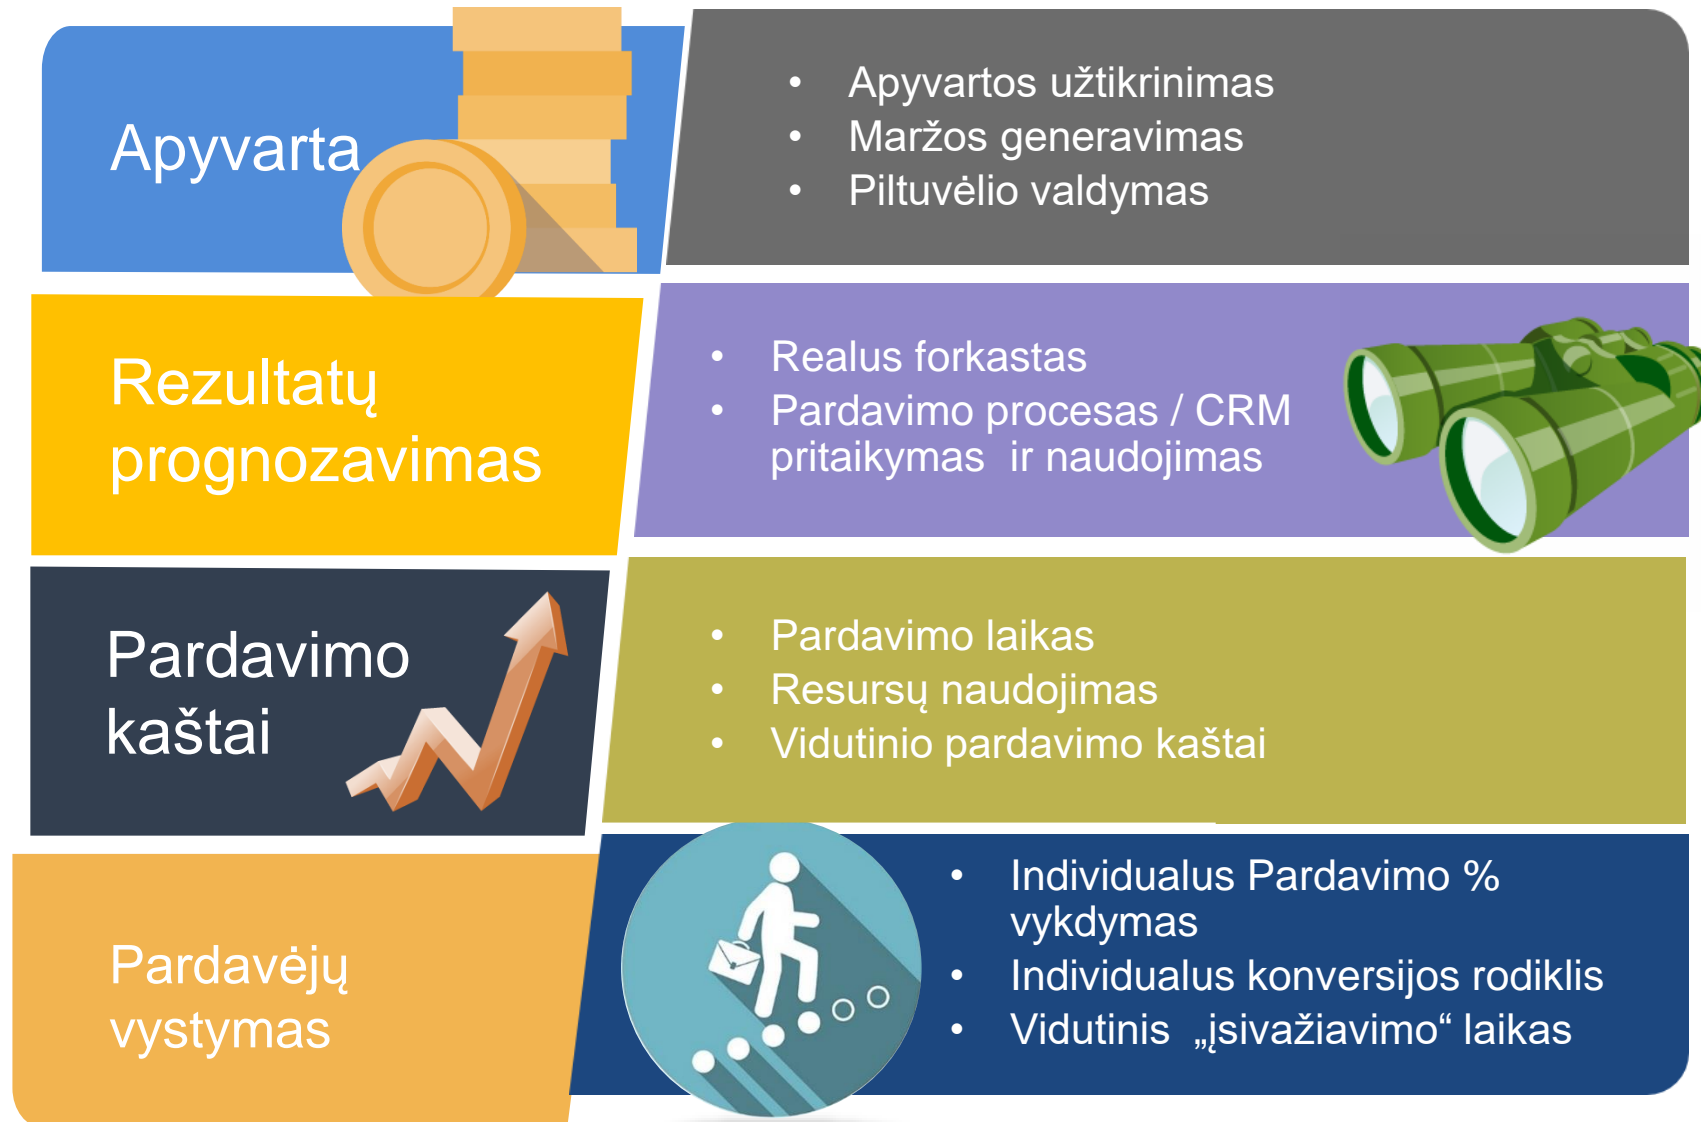 Apyvarta
• Apyvartos užtikrinimas
• Maržos generavimas
• Piltuvėlio valdymas
Rezultatų
prognozavimas
• Realus forkastas
• Pardavimo procesas / CRM
pritaikymas ir naudojimas
Pardavimo
kaštai
• Pardavimo laikas
• Resursų naudojimas
• Vidutinio pardavimo kaštai
Pardavėjų
vystymas
• Individualus Pardavimo %
vykdymas
• Individualus konversijos rodiklis
• Vidutinis „įsivažiavimo“ laikas